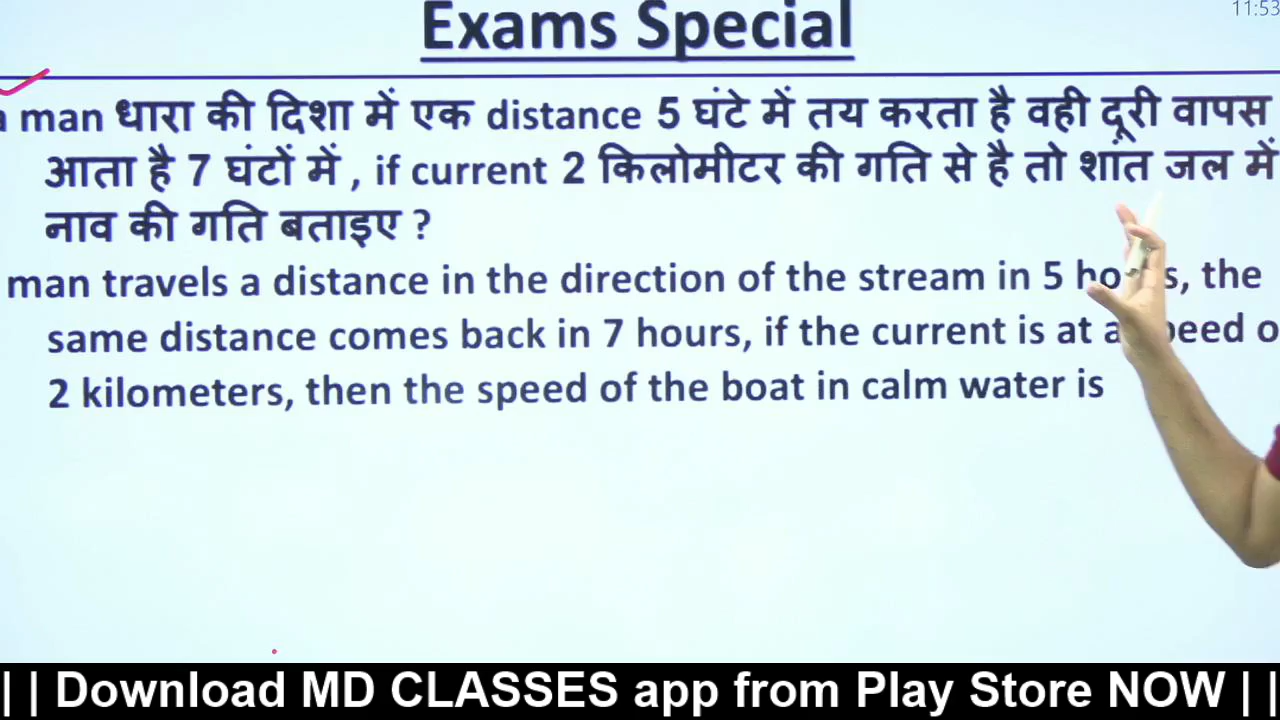 Exams Special
11:53
a man धारा की दिशा में एक distance 5 घंटे में तय करता है वही दूरी वापस
आता है 7 घंटों में , if current 2 किलोमीटर की गति से है तो शांत जल में
नाव की गति बताइए ?
man travels a distance in the direction of the stream in 5 hours, the
same distance comes back in 7 hours, if the current is at a speed o
2 kilometers, then the speed of the boat in calm water is
| | Download MD CLASSES app from Play Store NOW | |